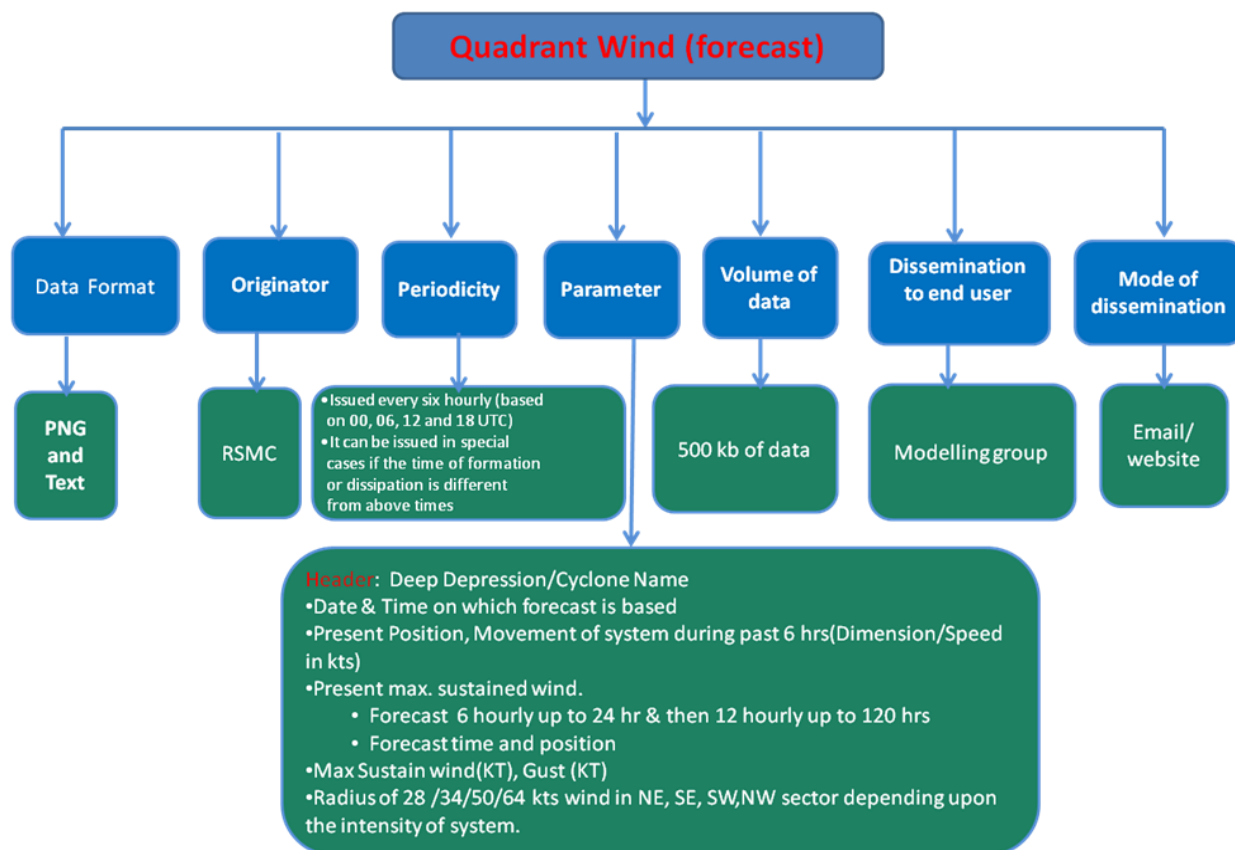 Quadrant Wind (forecast)
Data Format
Originator
Periodicity
Parameter
Volume of
data
Dissemination
to end user
Mode of
dissemination
PNG
and
Text
RSMC
•Issued every six hourly (based
on 00, 06, 12 and 18 UTC)
•It can be issued in special
cases if the time of formation
or dissipation is different
from above times
500 kb of data
Modelling group
Email/
website
Header: Deep Depression/Cyclone Name
•Date & Time on which forecast is based
•Present Position, Movement of system during past 6 hrs(Dimension/Speed
in kts)
•Present max. sustained wind.
• Forecast 6 hourly up to 24 hr & then 12 hourly up to 120 hrs
• Forecast time and position
•Max Sustain wind(KT), Gust (KT)
•Radius of 28 /34/50/64 kts wind in NE, SE, SW,NW sector depending upon
the intensity of system.